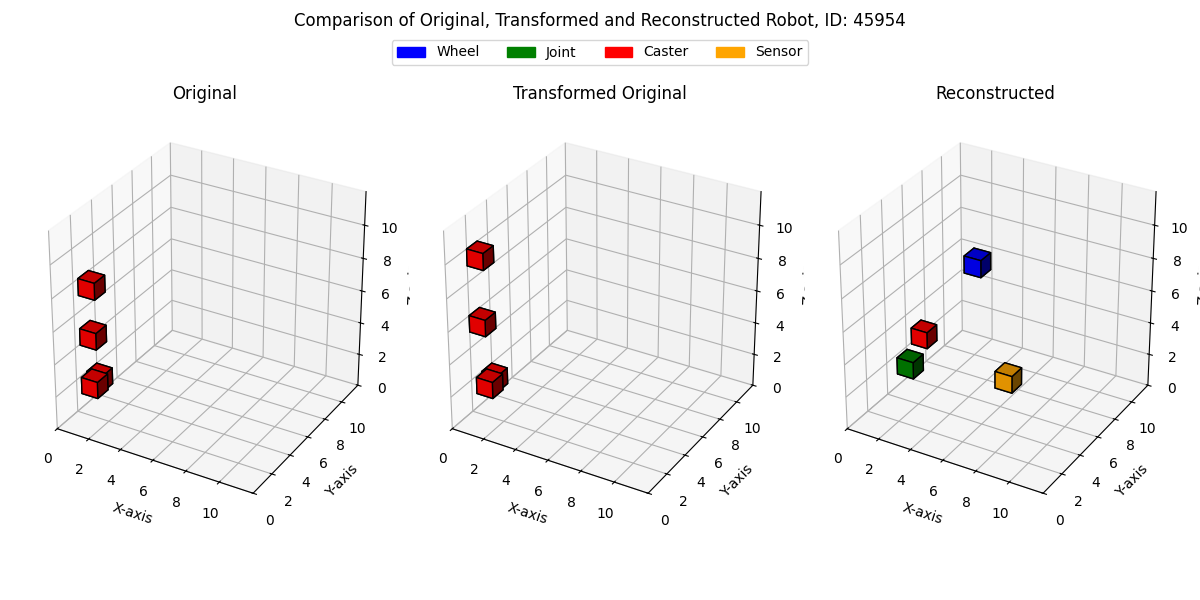 Comparison of Original, Transformed and Reconstructed Robot, ID: 45954
Wheel Joint Caster Sensor
Original
Transformed Original
Reconstructed
0 2 4 6 8 10
X-axis
0 2 4 6 8 10
Y-axis
0 2 4 6 8 10
0 2 4 6 8 10
X-axis
0 2 4 6 8 10
Y-axis
0 2 4 6 8 10
0 2 4 6 8 10
X-axis
0 2 4 6 8 10
Y-axis
0 2 4 6 8 10